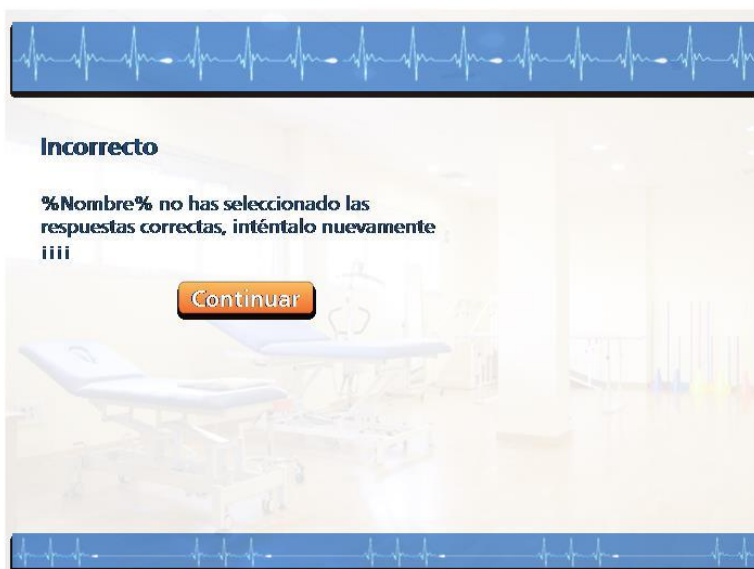 Incorrecto
%Nombre% no has seleccionado las
respuestas correctas, inténtalo nuevamente
¡¡¡¡
Continuar